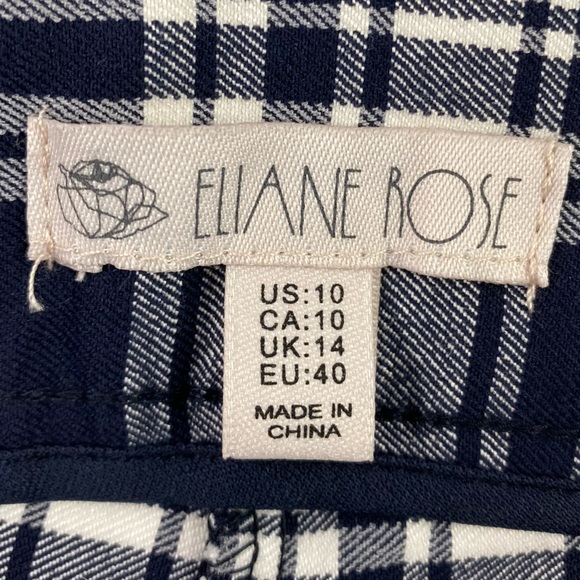 ELIANE ROSE
US:10
CA:10
UK:14
EU:40
MADE IN
CHINA